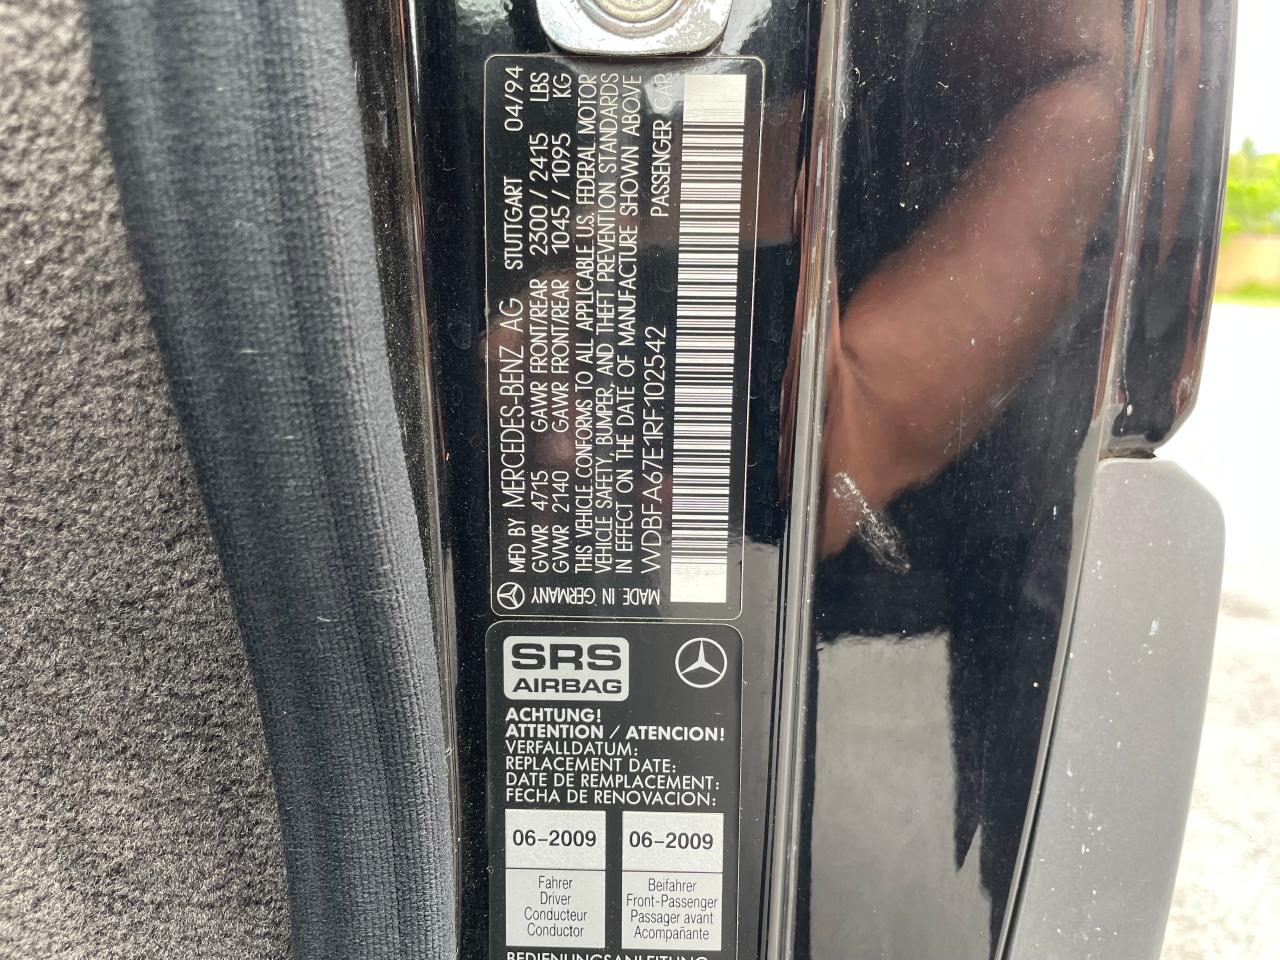 MFD BY MERCEDES-BENZ AG STUTTGART 04/94
GVWR 4715 GAWR FRONT/REAR 2300 / 2415 LBS
GVWR 2140 GAWR FRONT/REAR 1045 / 1095 KG
THIS VEHICLE CONFORMS TO ALL APPLICABLE U.S. FEDERAL MOTOR
VEHICLE SAFETY, BUMPER, AND THEFT PREVENTION STANDARDS
IN EFFECT ON THE DATE OF MANUFACTURE SHOWN ABOVE
WDBFA67E1RF102542 PASSENGER CAR
MADE IN GERMANY
SRS
AIRBAG
ACHTUNG!
ATTENTION / ATENCION!
VERFALLDATUM:
REPLACEMENT DATE:
DATE DE REMPLACEMENT:
FECHA DE RENOVACION:
06-2009 06-2009
Fahrer
Driver
Conducteur
Conductor
Beifahrer
Front-Passenger
Passager avant
Acompañante
BEDIENUNGSANLEITUNG